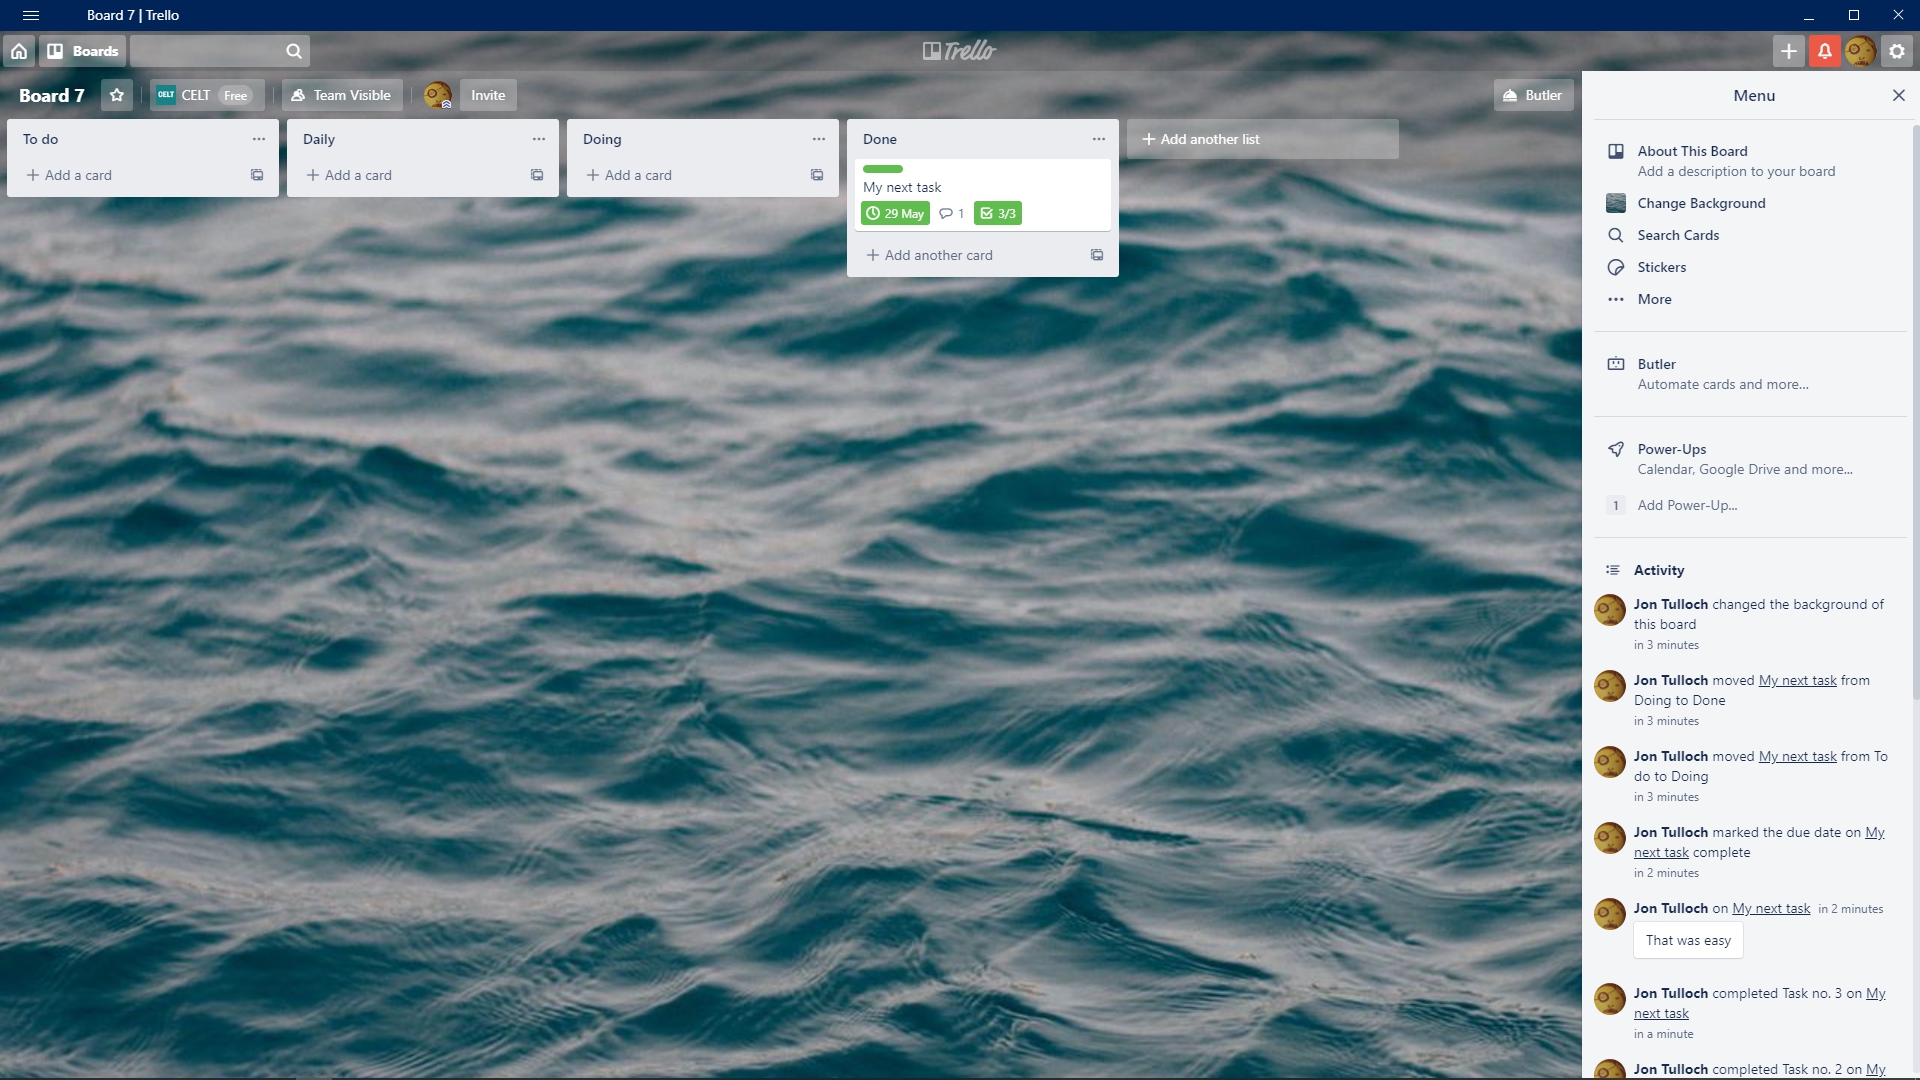 Board 7 | Trello
Boards
Trello
Board 7
CELT
CELT
Free
Team Visible
Invite
Butler
To do
Add a card
Daily
Add a card
Doing
Add a card
Done
My next task
29 May
1
3/3
Add another card
Add another list
Menu
About This Board
Add a description to your board
Change Background
Search Cards
Stickers
More
Butler
Automate cards and more...
Power-Ups
Calendar, Google Drive and more...
1
Add Power-Up...
Activity
Jon Tulloch changed the background of
this board
in 3 minutes
Jon Tulloch moved My next task from
Doing to Done
in 3 minutes
Jon Tulloch moved My next task from To
do to Doing
in 3 minutes
Jon Tulloch marked the due date on My
next task complete
in 2 minutes
Jon Tulloch on My next task in 2 minutes
That was easy
Jon Tulloch completed Task no. 3 on My
next task
in a minute
Jon Tulloch completed Task no. 2 on My